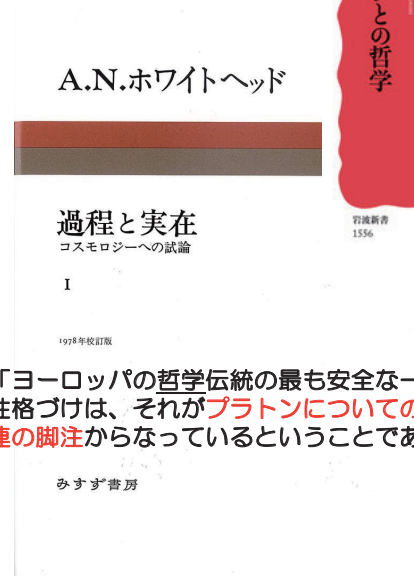 との哲学
A.N.ホワイトヘッド
過程と実在
コスモロジーへの試論
I
岩波新書
1556
1978年校訂版
「ヨーロッパの哲学伝統の最も安全な一
性格づけは、それがプラトンについての
連の脚注からなっているということであ
みすず書房